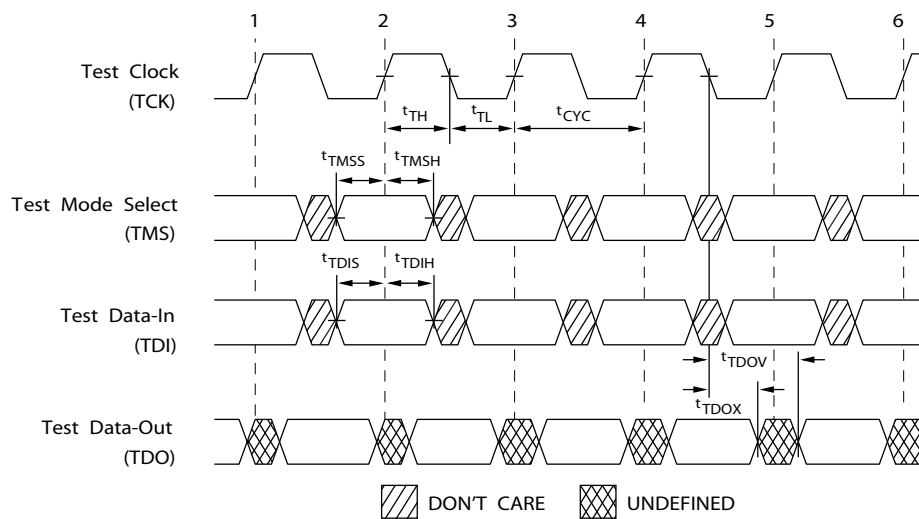 1 2 3 4 5 6
Test Clock
(TCK)
tTH tTL tCYC
tTMSS tTMSH
Test Mode Select
(TMS)
tTDIS tTDIH
Test Data-In
(TDI)
tTDOV
tTDOX
Test Data-Out
(TDO)
DON'T CARE UNDEFINED